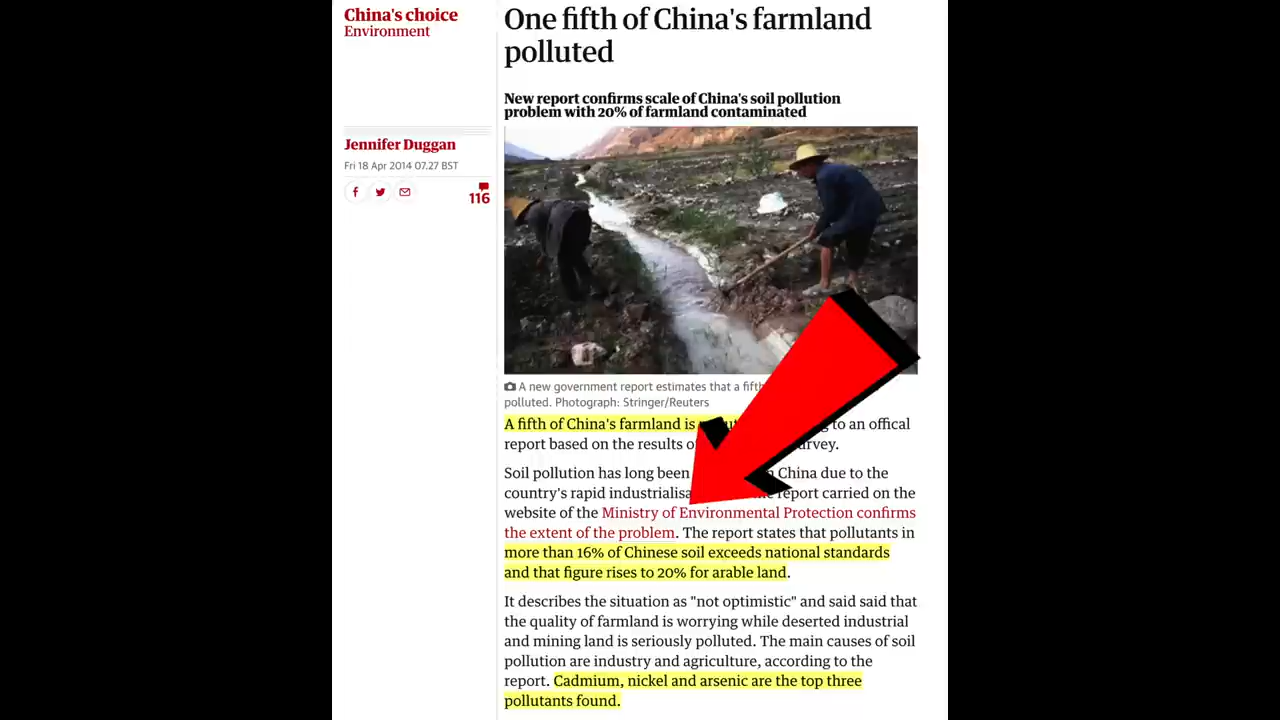 China's choice
Environment
One fifth of China's farmland
polluted
New report confirms scale of China's soil pollution
problem with 20% of farmland contaminated
Jennifer Duggan
Fri 18 Apr 2014 07.27 BST
116
A new government report estimates that a fifth
polluted. Photograph: Stringer/Reuters
A fifth of China's farmland is to an offical
report based on the results
Soil pollution has long been China due to the
country's rapid report carried on the
website of the Ministry of Environmental Protection confirms
the extent of the problem. The report states that pollutants in
more than 16% of Chinese soil exceeds national standards
and that figure rises to 20% for arable land.
It describes the situation as "not optimistic" and said said that
the quality of farmland is worrying while deserted industrial
and mining land is seriously polluted. The main causes of soil
pollution are industry and agriculture, according to the
report. Cadmium, nickel and arsenic are the top three
pollutants found.